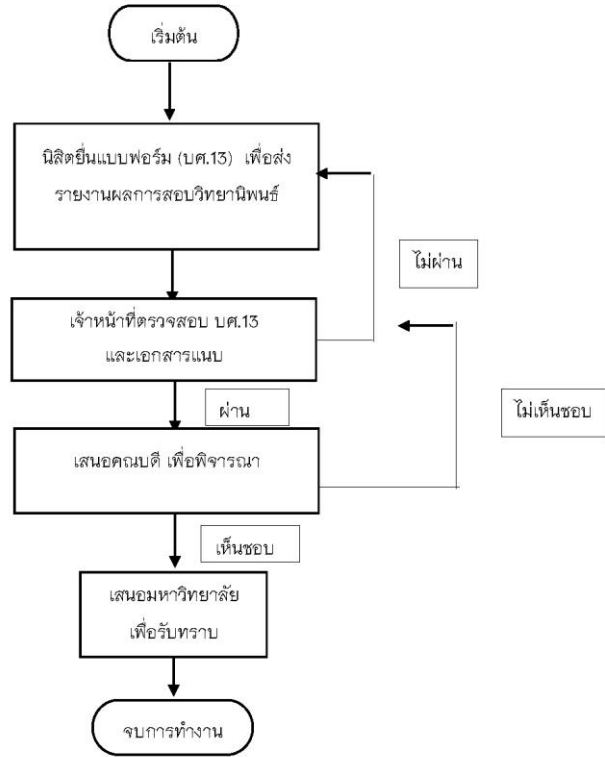 เริ่มต้น
นิสิตยื่นแบบฟอร์ม (บศ.13) เพื่อส่ง
รายงานผลการสอบวิทยานิพนธ์
ไม่ผ่าน
เจ้าหน้าที่ตรวจสอบ บศ.13
และเอกสารแนบ
ผ่าน
ไม่เห็นชอบ
เสนอคณบดี เพื่อพิจารณา
เห็นชอบ
เสนอมหาวิทยาลัย
เพื่อรับทราบ
จบการทำงาน